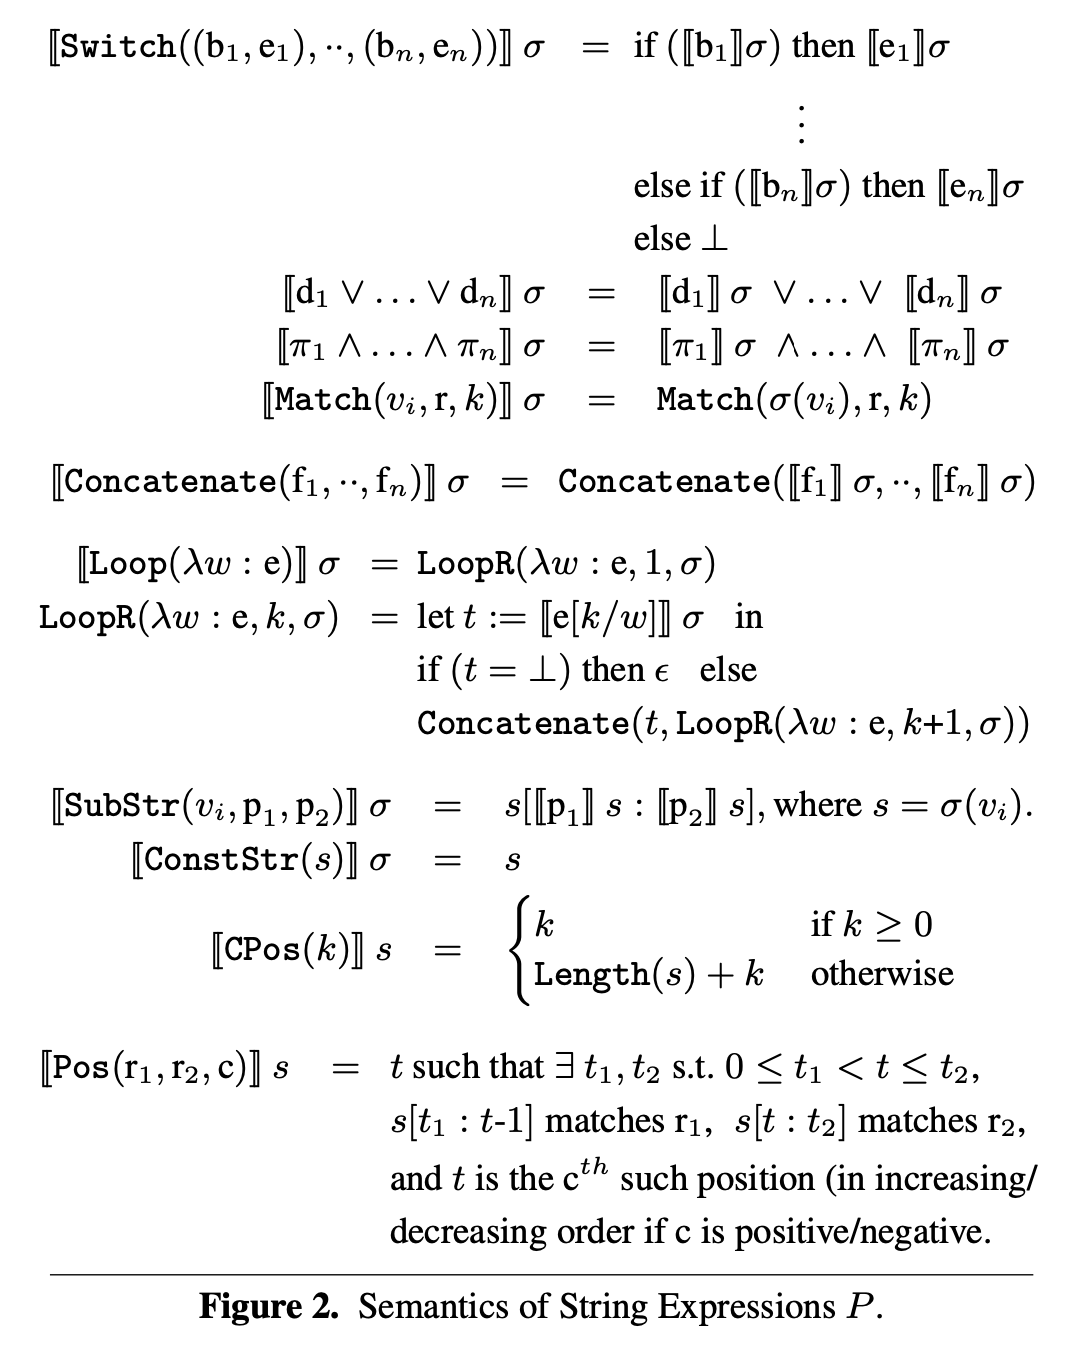 ⟦Switch((b₁, e₁), ··, (bₙ, eₙ))⟧ σ = if (⟦b₁⟧σ) then ⟦e₁⟧σ
⋮
else if (⟦bₙ⟧σ) then ⟦eₙ⟧σ
else ⊥
⟦d₁ ∨ … ∨ dₙ⟧ σ = ⟦d₁⟧ σ ∨ … ∨ ⟦dₙ⟧ σ
⟦π₁ ∧ … ∧ πₙ⟧ σ = ⟦π₁⟧ σ ∧ … ∧ ⟦πₙ⟧ σ
⟦Match(vᵢ, r, k)⟧ σ = Match(σ(vᵢ), r, k)
⟦Concatenate(f₁, ··, fₙ)⟧ σ = Concatenate(⟦f₁⟧ σ, ··, ⟦fₙ⟧ σ)
⟦Loop(λw : e)⟧ σ = LoopR(λw : e, 1, σ)
LoopR(λw : e, k, σ) = let t := ⟦e[k/w]⟧ σ in
if (t = ⊥) then ϵ else
Concatenate(t, LoopR(λw : e, k+1, σ))
⟦SubStr(vᵢ, p₁, p₂)⟧ σ = s[⟦p₁⟧ s : ⟦p₂⟧ s], where s = σ(vᵢ).
⟦ConstStr(s)⟧ σ = s
⟦CPos(k)⟧ s = { k if k ≥ 0
Length(s) + k otherwise
⟦Pos(r₁, r₂, c)⟧ s = t such that ∃ t₁, t₂ s.t. 0 ≤ t₁ < t ≤ t₂,
s[t₁ : t-1] matches r₁, s[t : t₂] matches r₂,
and t is the cᵗʰ such position (in increasing/
decreasing order if c is positive/negative.
Figure 2. Semantics of String Expressions P.